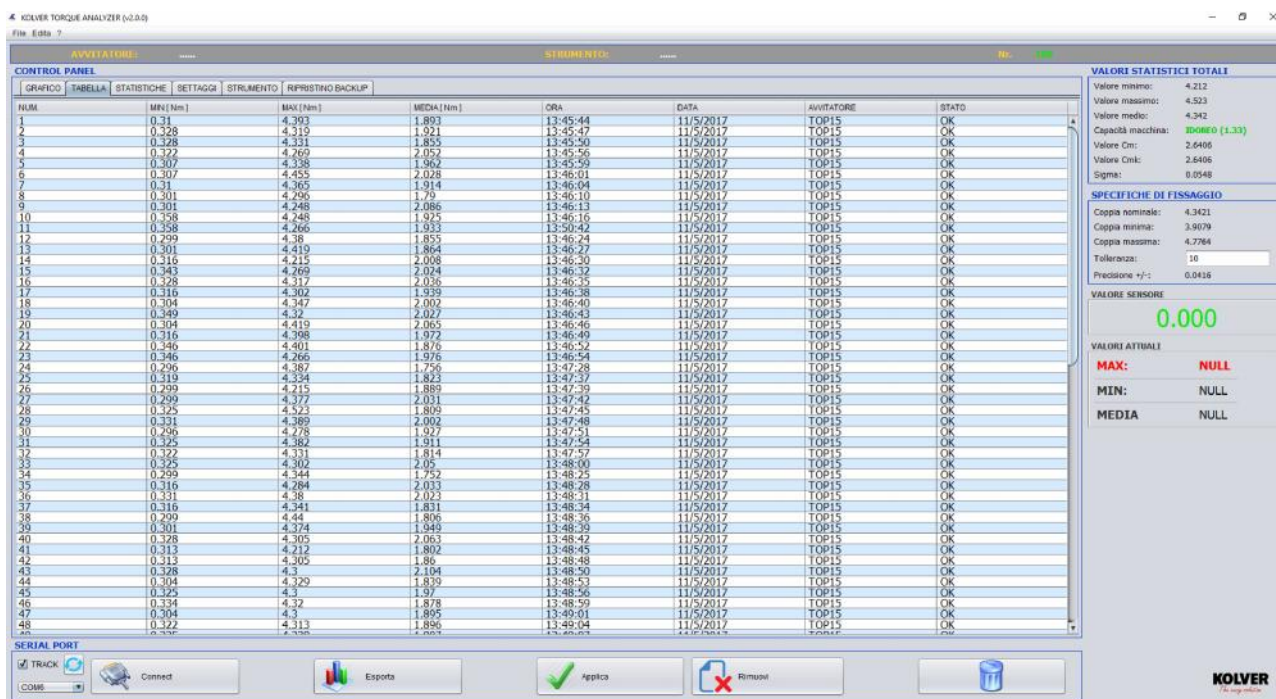 KOLVER TORQUE ANALYZER (v2.0.0)
File Edita ?
AVVITATORE: ...... STRUMENTO: ...... Nr.
CONTROL PANEL
GRAFICO TABELLA STATISTICHE SETTAGGI STRUMENTO RIPRISTINO BACKUP
NUM. MIN [ Nm ] MAX [ Nm ] MEDIA [ Nm ] ORA DATA AVVITATORE STATO
1 0.31 4.393 1.893 13:45:44 11/5/2017 TOP15 OK
2 0.328 4.319 1.921 13:45:47 11/5/2017 TOP15 OK
3 0.328 4.331 1.855 13:45:50 11/5/2017 TOP15 OK
4 0.322 4.269 2.052 13:45:56 11/5/2017 TOP15 OK
5 0.307 4.338 1.962 13:45:59 11/5/2017 TOP15 OK
6 0.307 4.455 2.028 13:46:01 11/5/2017 TOP15 OK
7 0.31 4.365 1.914 13:46:04 11/5/2017 TOP15 OK
8 0.301 4.296 1.79 13:46:10 11/5/2017 TOP15 OK
9 0.301 4.248 2.086 13:46:13 11/5/2017 TOP15 OK
10 0.358 4.248 1.925 13:46:16 11/5/2017 TOP15 OK
11 0.358 4.266 1.933 13:50:42 11/5/2017 TOP15 OK
12 0.299 4.38 1.855 13:46:24 11/5/2017 TOP15 OK
13 0.301 4.419 1.864 13:46:27 11/5/2017 TOP15 OK
14 0.316 4.215 2.008 13:46:30 11/5/2017 TOP15 OK
15 0.343 4.269 2.024 13:46:32 11/5/2017 TOP15 OK
16 0.328 4.317 2.036 13:46:35 11/5/2017 TOP15 OK
17 0.316 4.302 1.939 13:46:38 11/5/2017 TOP15 OK
18 0.304 4.347 2.002 13:46:40 11/5/2017 TOP15 OK
19 0.349 4.32 2.027 13:46:43 11/5/2017 TOP15 OK
20 0.304 4.419 2.065 13:46:46 11/5/2017 TOP15 OK
21 0.316 4.398 1.972 13:46:49 11/5/2017 TOP15 OK
22 0.346 4.401 1.876 13:46:52 11/5/2017 TOP15 OK
23 0.346 4.266 1.976 13:46:54 11/5/2017 TOP15 OK
24 0.296 4.387 1.756 13:47:28 11/5/2017 TOP15 OK
25 0.319 4.334 1.823 13:47:37 11/5/2017 TOP15 OK
26 0.299 4.215 1.889 13:47:39 11/5/2017 TOP15 OK
27 0.299 4.377 2.031 13:47:42 11/5/2017 TOP15 OK
28 0.325 4.523 1.809 13:47:45 11/5/2017 TOP15 OK
29 0.331 4.389 2.002 13:47:48 11/5/2017 TOP15 OK
30 0.296 4.278 1.927 13:47:51 11/5/2017 TOP15 OK
31 0.325 4.382 1.911 13:47:54 11/5/2017 TOP15 OK
32 0.322 4.331 1.814 13:47:57 11/5/2017 TOP15 OK
33 0.325 4.302 2.05 13:48:00 11/5/2017 TOP15 OK
34 0.299 4.344 1.752 13:48:25 11/5/2017 TOP15 OK
35 0.316 4.284 2.033 13:48:28 11/5/2017 TOP15 OK
36 0.331 4.38 2.023 13:48:31 11/5/2017 TOP15 OK
37 0.316 4.341 1.831 13:48:34 11/5/2017 TOP15 OK
38 0.299 4.44 1.806 13:48:36 11/5/2017 TOP15 OK
39 0.301 4.374 1.949 13:48:39 11/5/2017 TOP15 OK
40 0.328 4.305 2.063 13:48:42 11/5/2017 TOP15 OK
41 0.313 4.212 1.802 13:48:45 11/5/2017 TOP15 OK
42 0.313 4.305 1.86 13:48:48 11/5/2017 TOP15 OK
43 0.328 4.3 2.104 13:48:50 11/5/2017 TOP15 OK
44 0.304 4.329 1.839 13:48:53 11/5/2017 TOP15 OK
45 0.325 4.3 1.97 13:48:56 11/5/2017 TOP15 OK
46 0.334 4.32 1.878 13:48:59 11/5/2017 TOP15 OK
47 0.304 4.3 1.895 13:49:01 11/5/2017 TOP15 OK
48 0.322 4.313 1.896 13:49:04 11/5/2017 TOP15 OK
VALORI STATISTICI TOTALI
Valore minimo: 4.212
Valore massimo: 4.523
Valore medio: 4.342
Capacità macchina: IDONEO (1.33)
Valore Cm: 2.6406
Valore Cmk: 2.6406
Sigma: 0.0548
SPECIFICHE DI FISSAGGIO
Coppia nominale: 4.3421
Coppia minima: 3.9079
Coppia massima: 4.7764
Tolleranza: 10
Precisione +/-: 0.0416
VALORE SENSORE
0.000
VALORI ATTUALI
MAX: NULL
MIN: NULL
MEDIA NULL
SERIAL PORT
TRACK
COM6
Connect
Esporta
Applica
Rimuovi
KOLVER